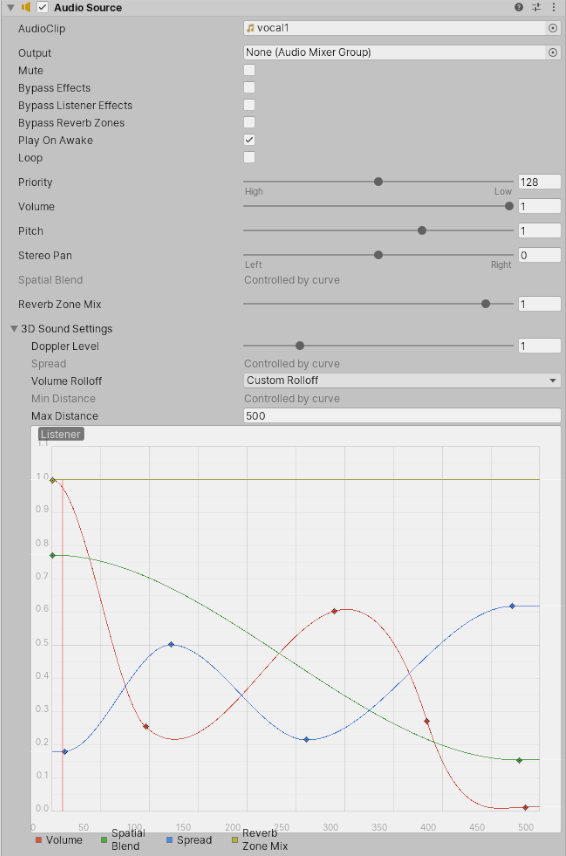 Audio Source
AudioClip
vocal1
Output
None (Audio Mixer Group)
Mute
Bypass Effects
Bypass Listener Effects
Bypass Reverb Zones
Play On Awake
Loop
Priority
128
High
Low
Volume
1
Pitch
1
Stereo Pan
0
Left
Right
Spatial Blend
Controlled by curve
Reverb Zone Mix
1
3D Sound Settings
Doppler Level
1
Spread
Controlled by curve
Volume Rolloff
Custom Rolloff
Min Distance
Controlled by curve
Max Distance
500
Listener
1.1
1.0
0.9
0.8
0.7
0.6
0.5
0.4
0.3
0.2
0.1
0.0
0 50 100 150 200 250 300 350 400 450 500
Volume
Spatial
Blend
Spread
Reverb
Zone Mix